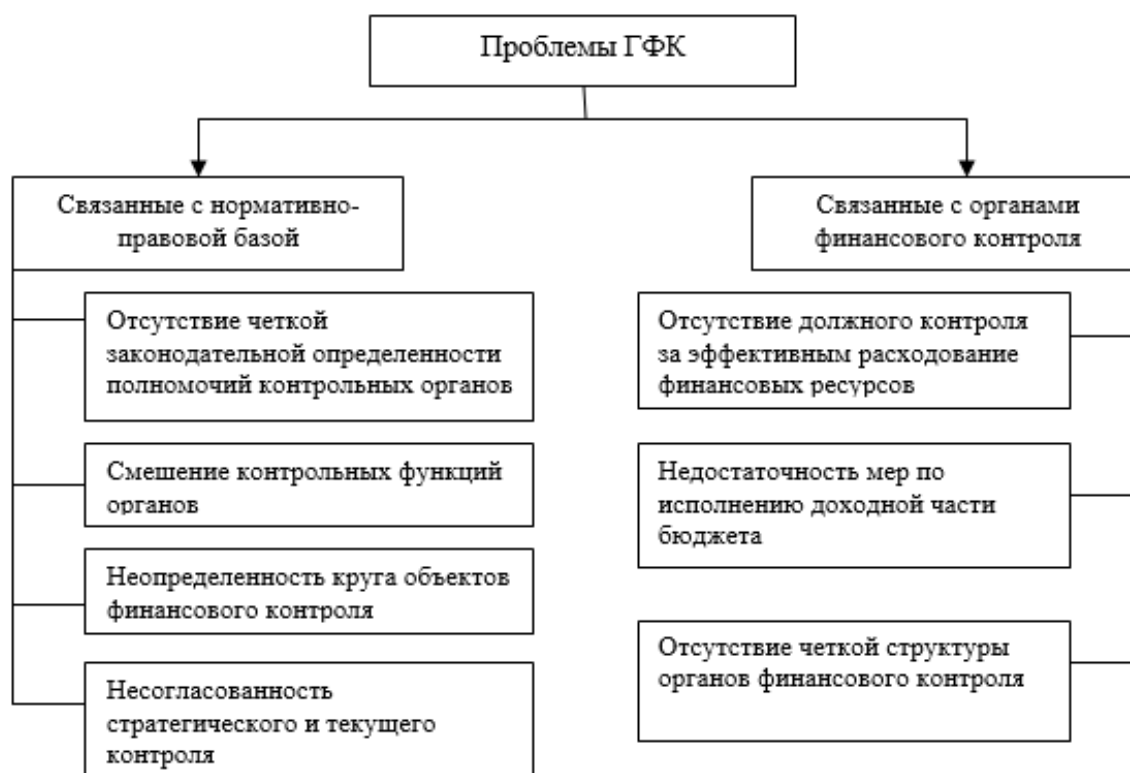 Проблемы ГФК
Связанные с нормативно-
правовой базой
Отсутствие четкой
законодательной определенности
полномочий контрольных органов
Смешение контрольных функций
органов
Неопределенность круга объектов
финансового контроля
Несогласованность
стратегического и текущего
контроля
Связанные с органами
финансового контроля
Отсутствие должного контроля
за эффективным расходование
финансовых ресурсов
Недостаточность мер по
исполнению доходной части
бюджета
Отсутствие четкой структуры
органов финансового контроля